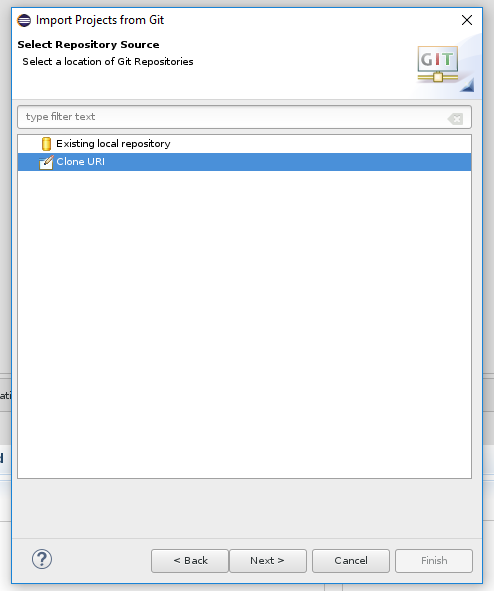 Import Projects from Git
Select Repository Source
Select a location of Git Repositories
GIT
type filter text
Existing local repository
Clone URI
ati
d
?
< Back
Next >
Cancel
Finish